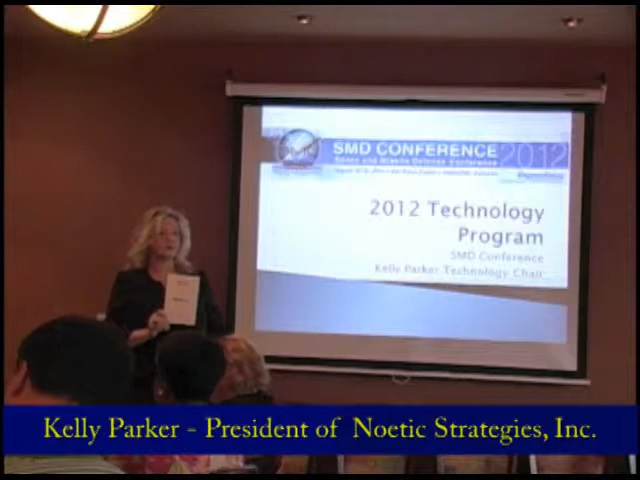 SMD CONFERENCE 2012
Space and Missile Defense Conference
2012 Technology
Program
SMD Conference
Kelly Parker Technology Chair
Kelly Parker - President of Noetic Strategies, Inc.